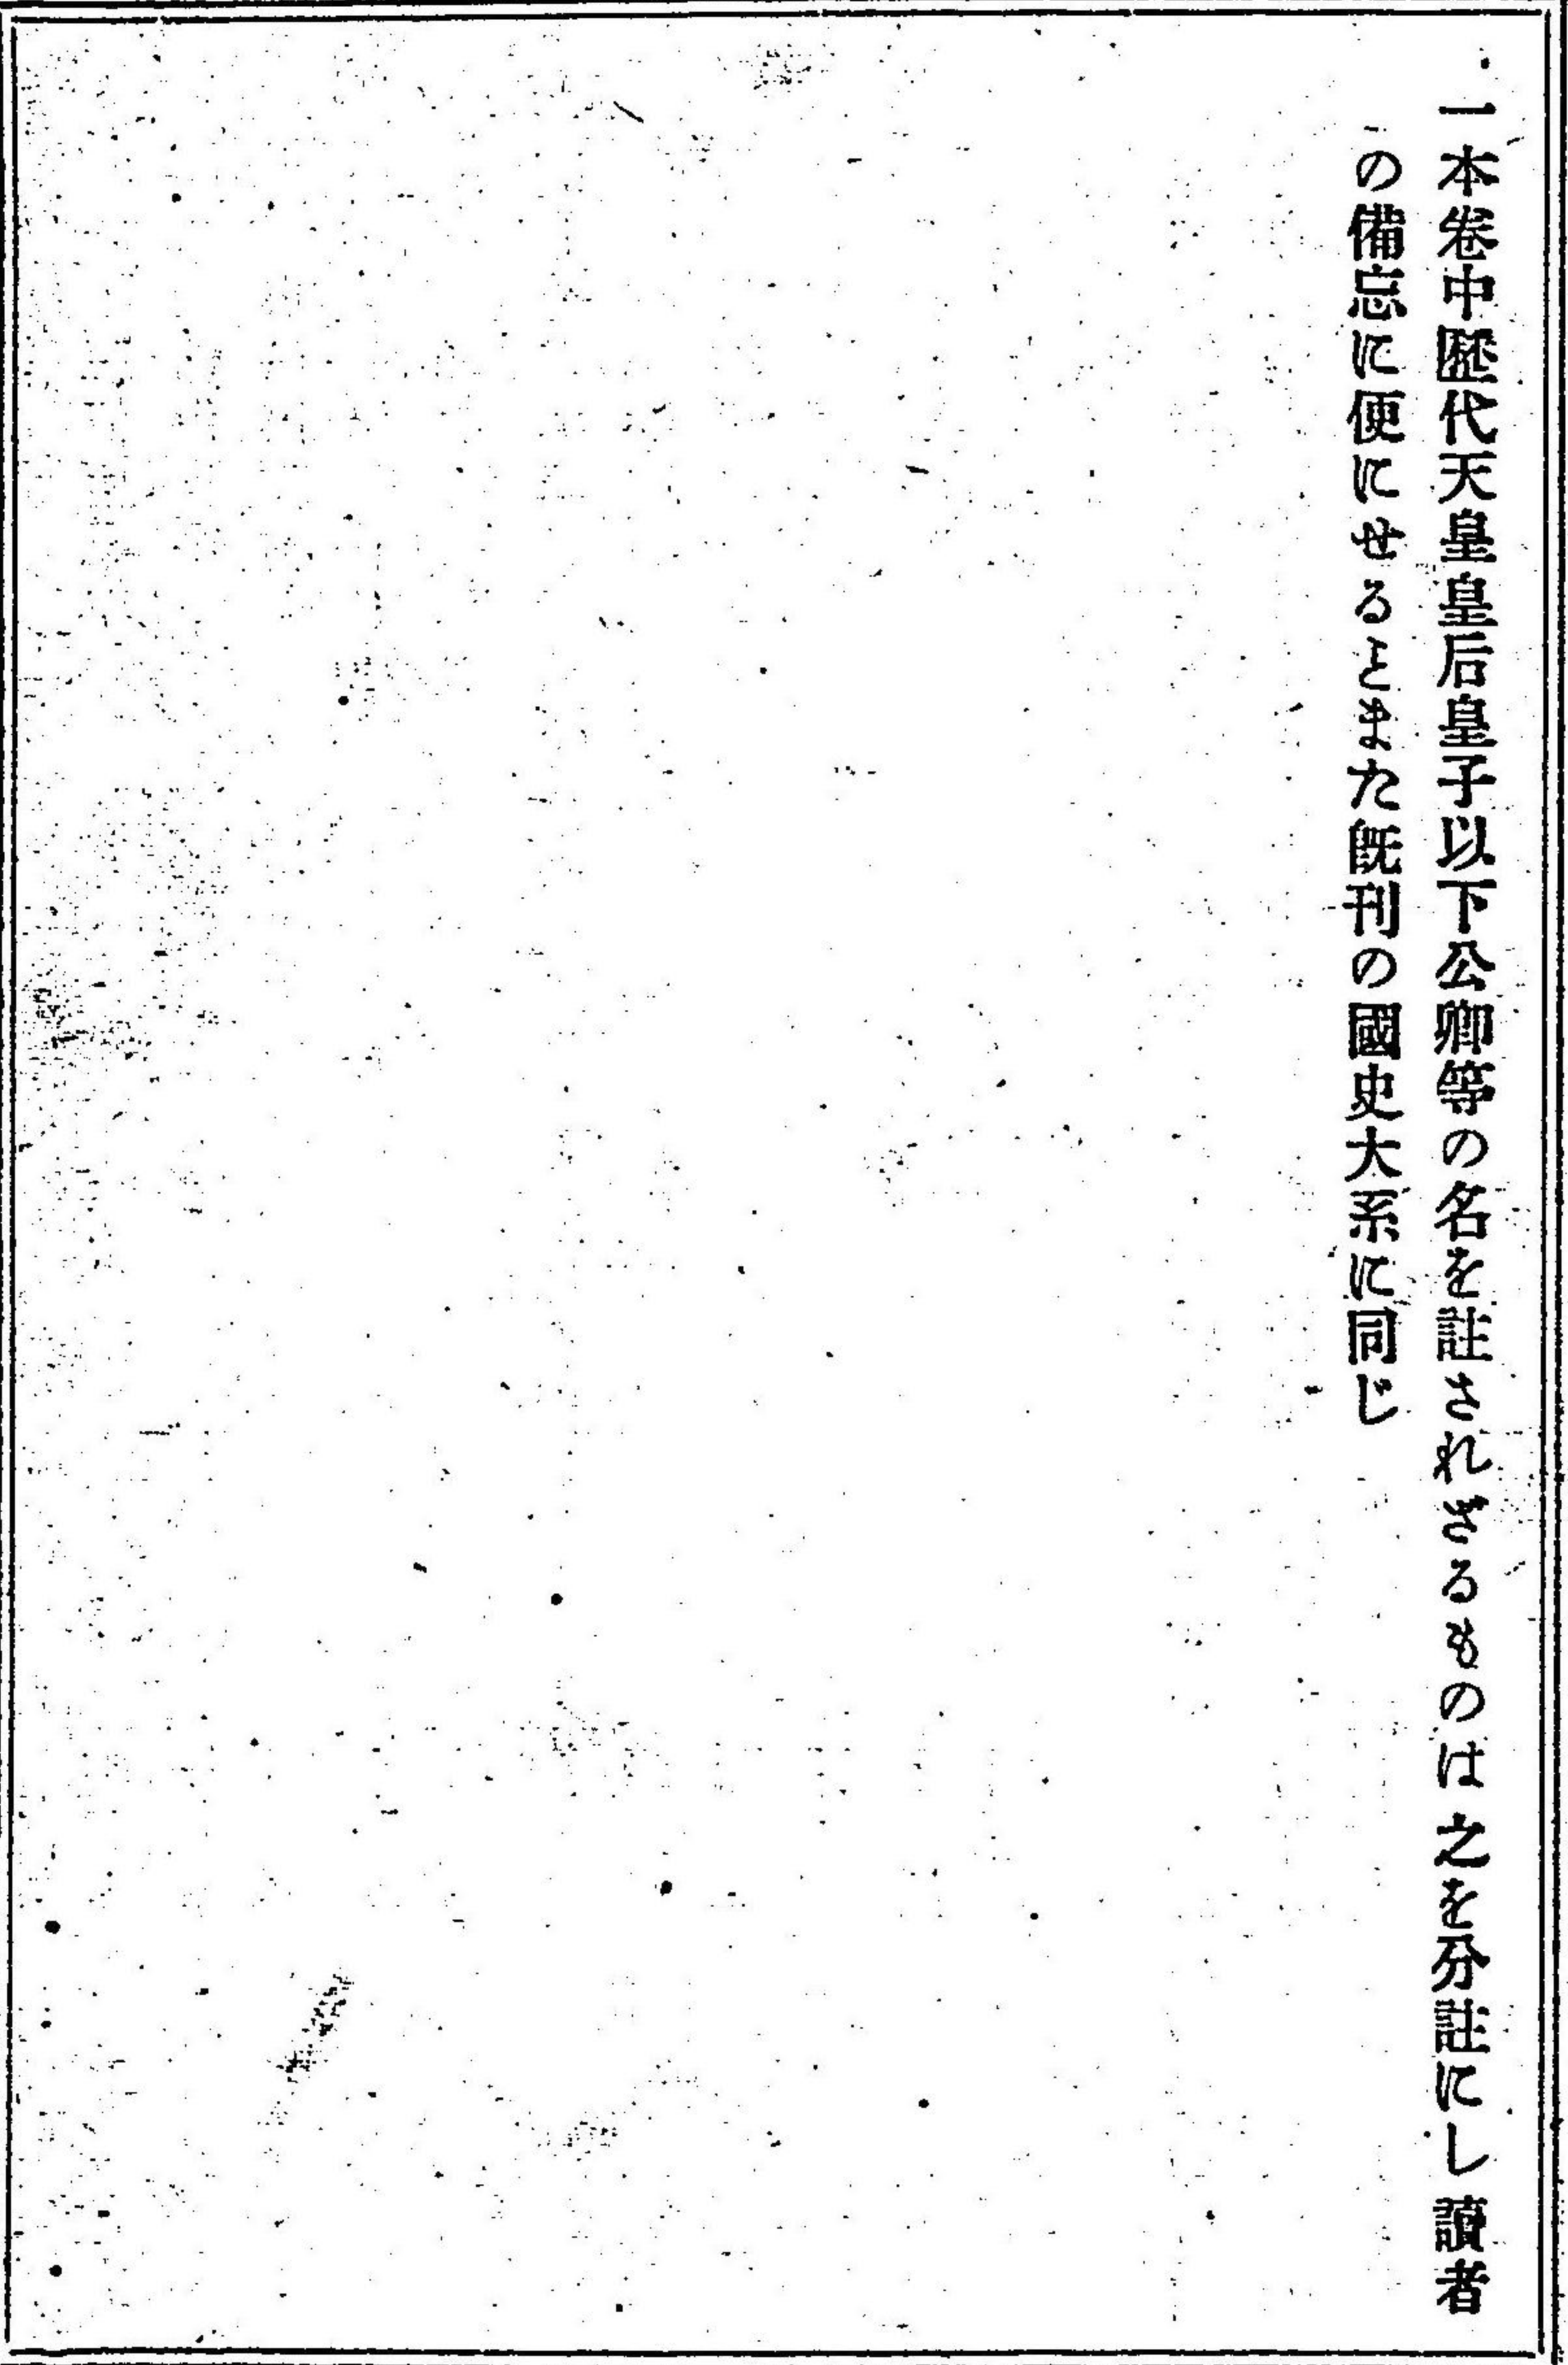 一本卷中歷代天皇皇后皇子以下公卿等の名を註されざるものは之を分註にし讀者
の備忘に便にせるとまた既刊の國史大系に同じ